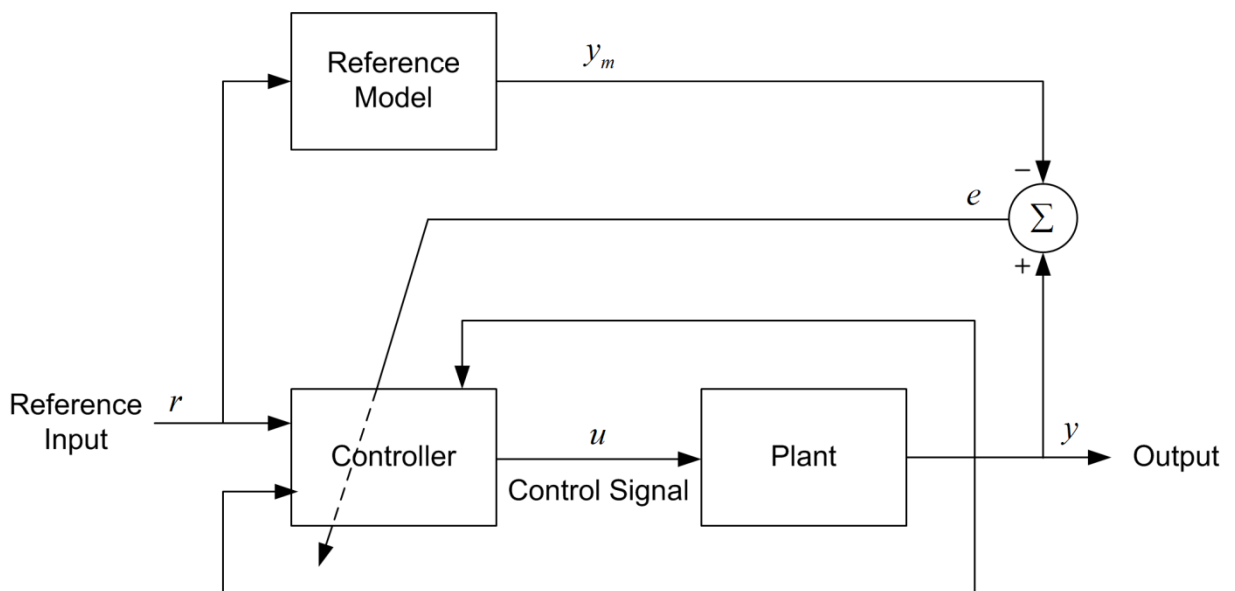 Reference
Model
y_m
−
e
Σ
+
Reference
Input
r
Controller
u
Control Signal
Plant
y
Output